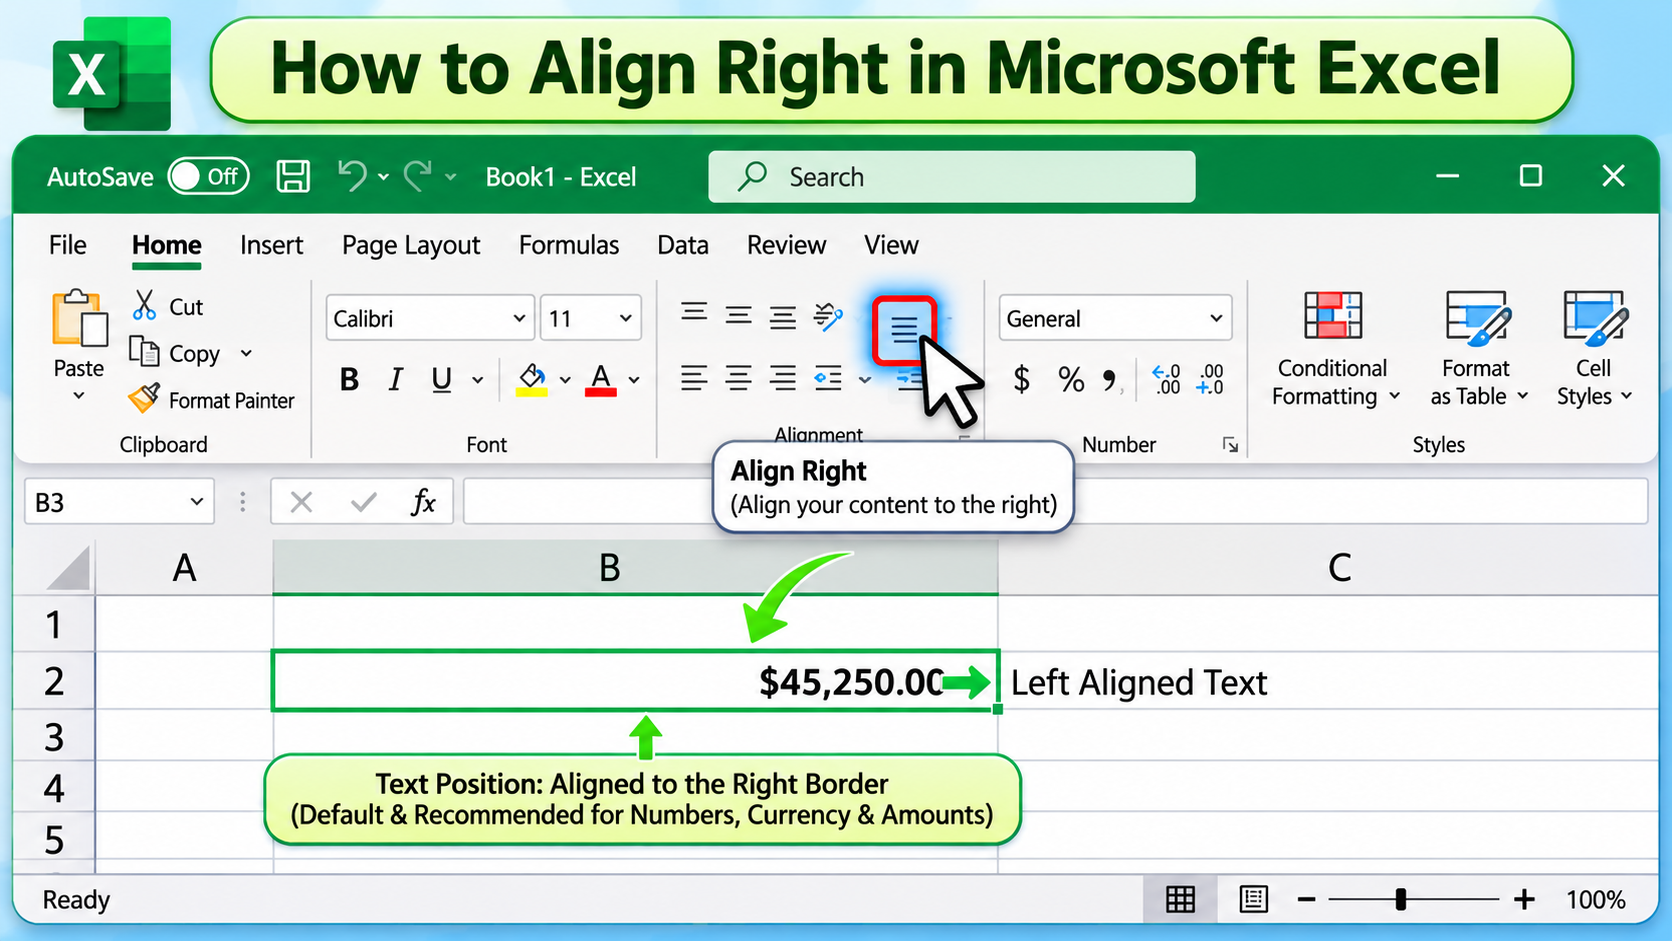 X
How to Align Right in Microsoft Excel
AutoSave Off Book1 - Excel Search
File Home Insert Page Layout Formulas Data Review View
Paste
Cut
Copy
Format Painter
Clipboard
Calibri 11
B I U A
Font
Alignment
General
$ % , .0 .00 .00 .0
Number
Conditional Formatting
Format as Table
Cell Styles
Styles
Align Right
(Align your content to the right)
B3 fx
A B C
1
2 $45,250.00 Left Aligned Text
3
Text Position: Aligned to the Right Border
(Default & Recommended for Numbers, Currency & Amounts)
4
5
Ready 100%